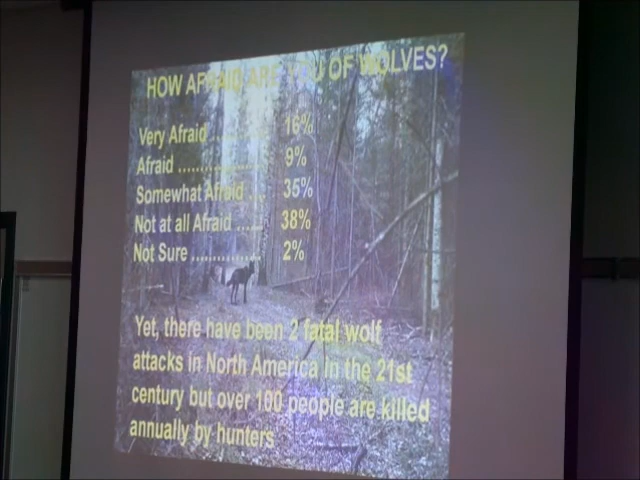 HOW AFRAID ARE YOU OF WOLVES?
Very Afraid ........... 16%
Afraid .................. 9%
Somewhat Afraid .... 35%
Not at all Afraid ...... 38%
Not Sure ............... 2%
Yet, there have been 2 fatal wolf
attacks in North America in the 21st
century but over 100 people are killed
annually by hunters